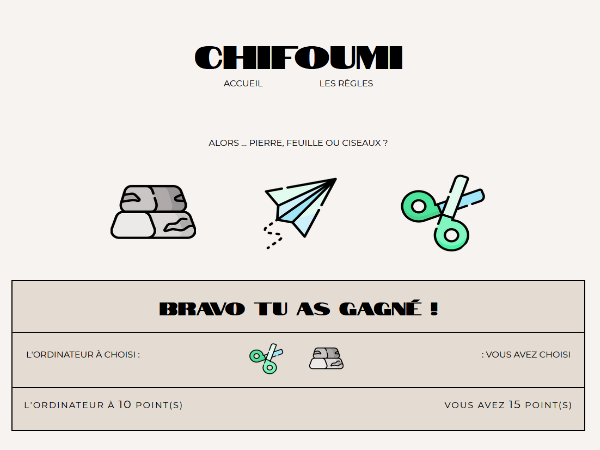 CHIFOUMI
ACCUEIL LES RÈGLES
ALORS ... PIERRE, FEUILLE OU CISEAUX ?
BRAVO TU AS GAGNÉ !
L'ORDINATEUR À CHOISI : : VOUS AVEZ CHOISI
L'ORDINATEUR À 10 POINT(S) VOUS AVEZ 15 POINT(S)